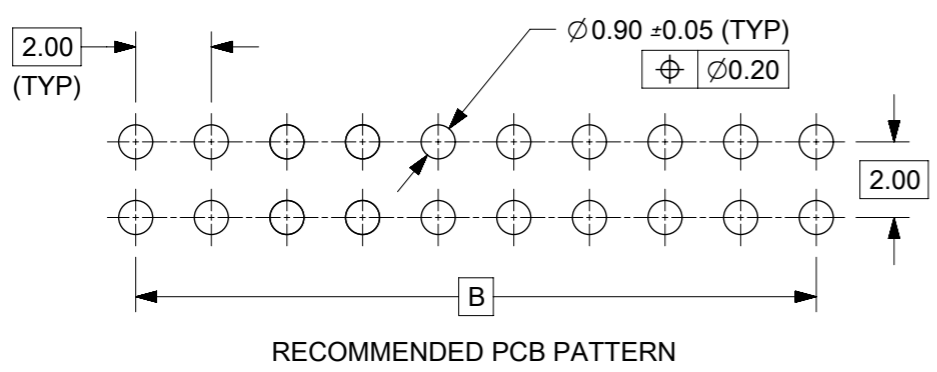 2.00
(TYP)
∅0.90 ±0.05 (TYP)
⌖ ∅0.20
2.00
B
RECOMMENDED PCB PATTERN